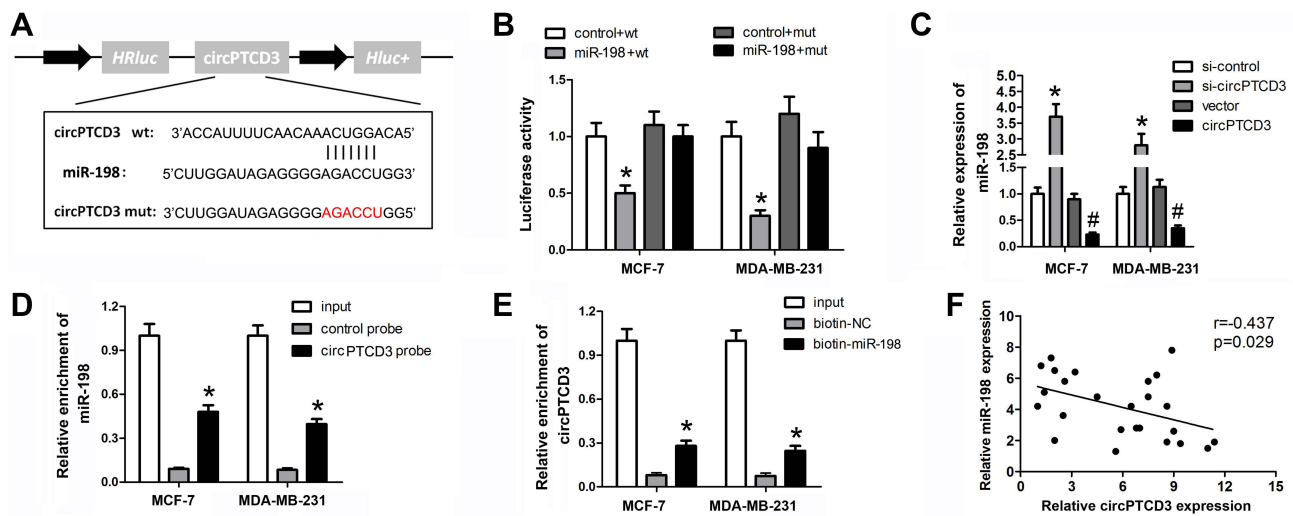 A
HRluc circPTCD3 Hluc+
circPTCD3 wt: 3'ACCAUUUUCAACAAACUGGACA5'
miR-198: 5'CUUGGAUAGAGGGGAGACCUGG3'
circPTCD3 mut: 3'CUUGGAUAGAGGGGAGACCUGG5'
B
control+wt
miR-198+wt
control+mut
miR-198+mut
Luciferase activity
1.5
1.0
0.5
0.0
* *
MCF-7 MDA-MB-231
C
si-control
si-circPTCD3
vector
circPTCD3
Relative expression of
miR-198
5.0
4.5
4.0
3.5
3.0
2.5
2.0
1.5
1.0
0.5
0.0
* # * #
MCF-7 MDA-MB-231
D
input
control probe
circPTCD3 probe
Relative enrichment of
miR-198
1.2
0.9
0.6
0.3
0.0
* *
MCF-7 MDA-MB-231
E
input
biotin-NC
biotin-miR-198
Relative enrichment of
circPTCD3
1.2
0.9
0.6
0.3
0.0
* *
MCF-7 MDA-MB-231
F
r=-0.437
p=0.029
Relative miR-198 expression
10
8
6
4
2
0
0 3 6 9 12 15
Relative circPTCD3 expression